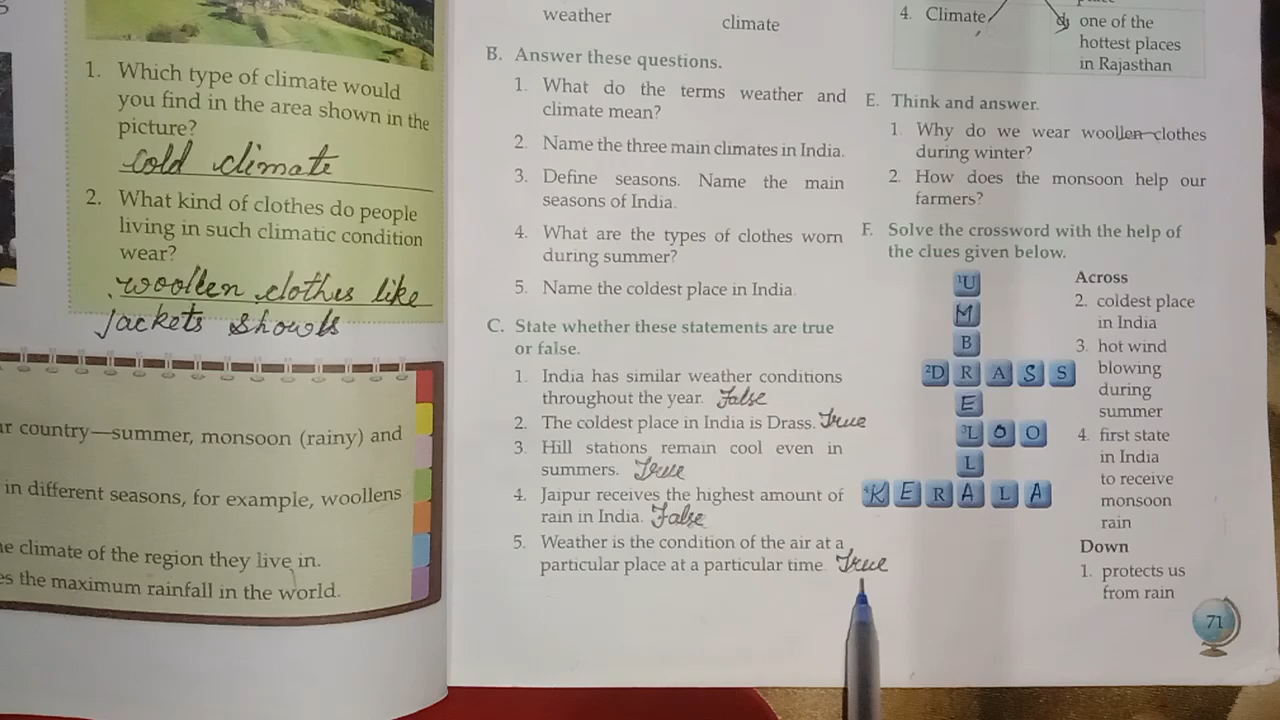 1. Which type of climate would
you find in the area shown in the
picture?
cold climate
2. What kind of clothes do people
living in such climatic condition
wear?
woollen clothes like
Jackets Showls
r country—summer, monsoon (rainy) and
in different seasons, for example, woollens
e climate of the region they live in.
es the maximum rainfall in the world.
weather climate
B. Answer these questions.
1. What do the terms weather and
climate mean?
2. Name the three main climates in India.
3. Define seasons. Name the main
seasons of India.
4. What are the types of clothes worn
during summer?
5. Name the coldest place in India.
C. State whether these statements are true
or false.
1. India has similar weather conditions
throughout the year. False
2. The coldest place in India is Drass. True
3. Hill stations remain cool even in
summers. True
4. Jaipur receives the highest amount of
rain in India. False
5. Weather is the condition of the air at a
particular place at a particular time. True
4. Climate
d) one of the
hottest places
in Rajasthan
E. Think and answer.
1. Why do we wear woollen clothes
during winter?
2. How does the monsoon help our
farmers?
F. Solve the crossword with the help of
the clues given below.
1U
M
B
2D R A S S
E
3L O O
L
4K E R A L A
Across
2. coldest place
in India
3. hot wind
blowing
during
summer
4. first state
in India
to receive
monsoon
rain
Down
1. protects us
from rain
71